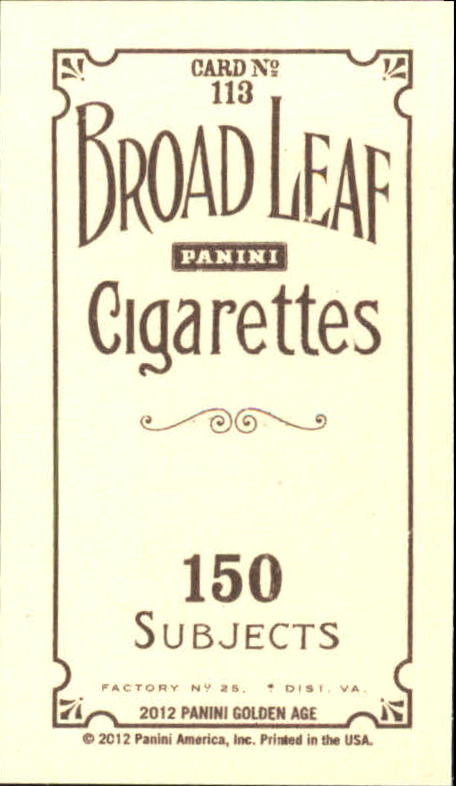 CARD Nº
113
BROAD LEAF
PANINI
Cigarettes
150
SUBJECTS
FACTORY Nº 25. DIST. VA.
2012 PANINI GOLDEN AGE
© 2012 Panini America, Inc. Printed in the USA.